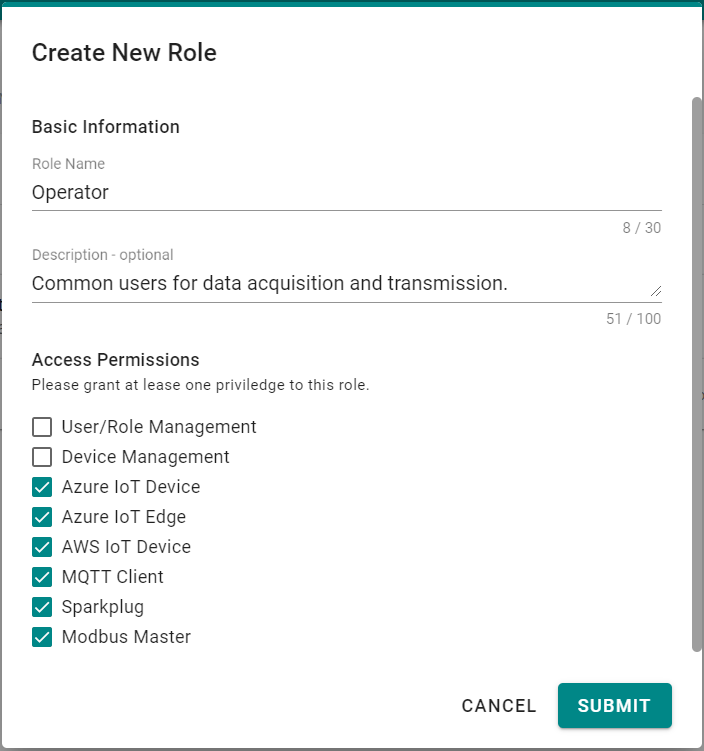 Create New Role
Basic Information
Role Name
Operator
8 / 30
Description - optional
Common users for data acquisition and transmission.
51 / 100
Access Permissions
Please grant at lease one priviledge to this role.
User/Role Management
Device Management
Azure IoT Device
Azure IoT Edge
AWS IoT Device
MQTT Client
Sparkplug
Modbus Master
CANCEL SUBMIT